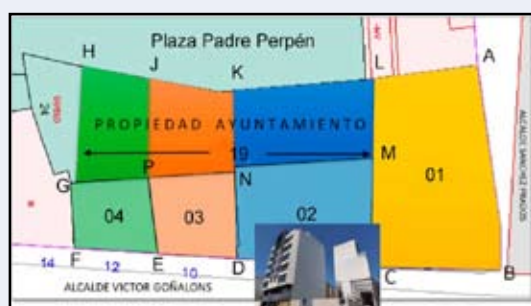 Plaza Padre Perpén
H
J
K
L
A
24
PROPIEDAD AYUNTAMIENTO
19
M
01
G
P
N
04
03
02
F
E
D
C
B
14
12
10
ALCALDE VICTOR GOÑALONS
ALCALDE SANCHEZ PRADOS